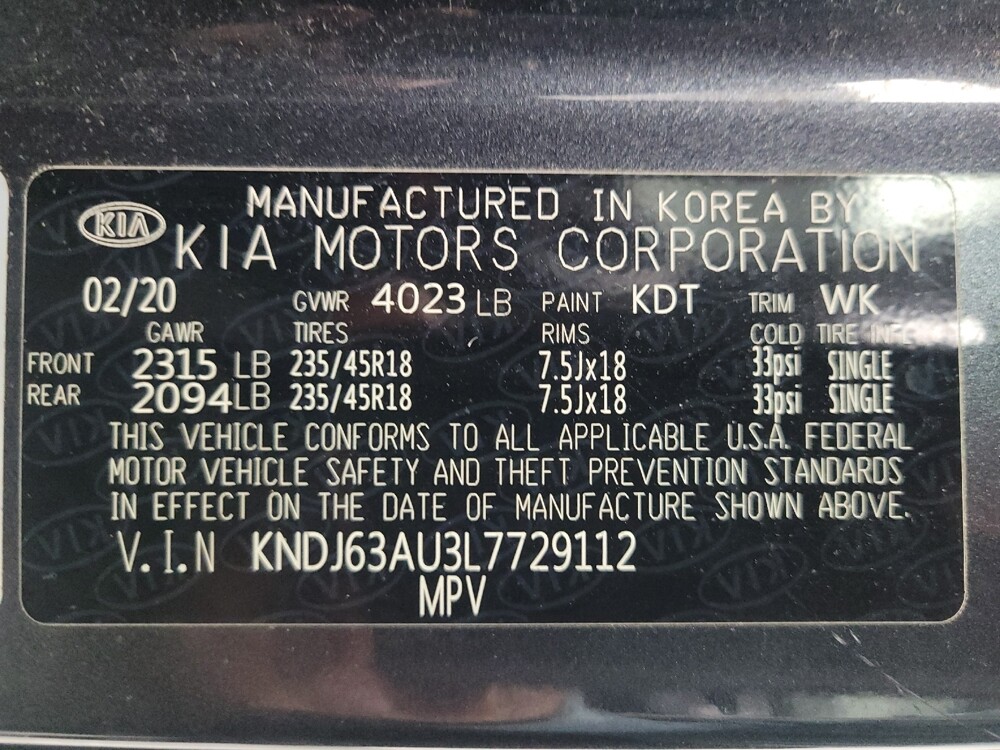 MANUFACTURED IN KOREA BY
KIA KIA MOTORS CORPORATION
02/20 GVWR 4023 LB PAINT KDT TRIM WK
GAWR TIRES RIMS COLD TIRE INFL
FRONT 2315 LB 235/45R18 7.5Jx18 33psi SINGLE
REAR 2094LB 235/45R18 7.5Jx18 33psi SINGLE
THIS VEHICLE CONFORMS TO ALL APPLICABLE U.S.A. FEDERAL
MOTOR VEHICLE SAFETY AND THEFT PREVENTION STANDARDS
IN EFFECT ON THE DATE OF MANUFACTURE SHOWN ABOVE.
V.I.N KNDJ63AU3L7729112
MPV